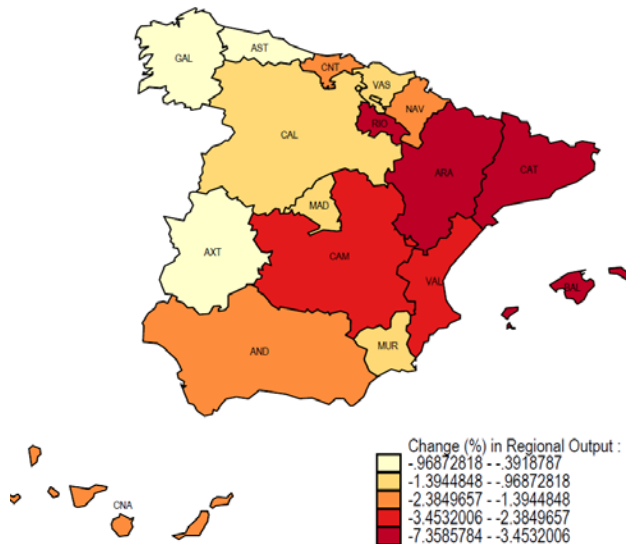 AST
GAL
CNT
VAS
NAV
RIO
CAL
ARA
CAT
MAD
AXT
CAM
VAL
BAL
AND
MUR
CNA
Change (%) in Regional Output :
-.96872818 - -.3918787
-1.3944848 - -.96872818
-2.3849657 - -1.3944848
-3.4532006 - -2.3849657
-7.3585784 - -3.4532006